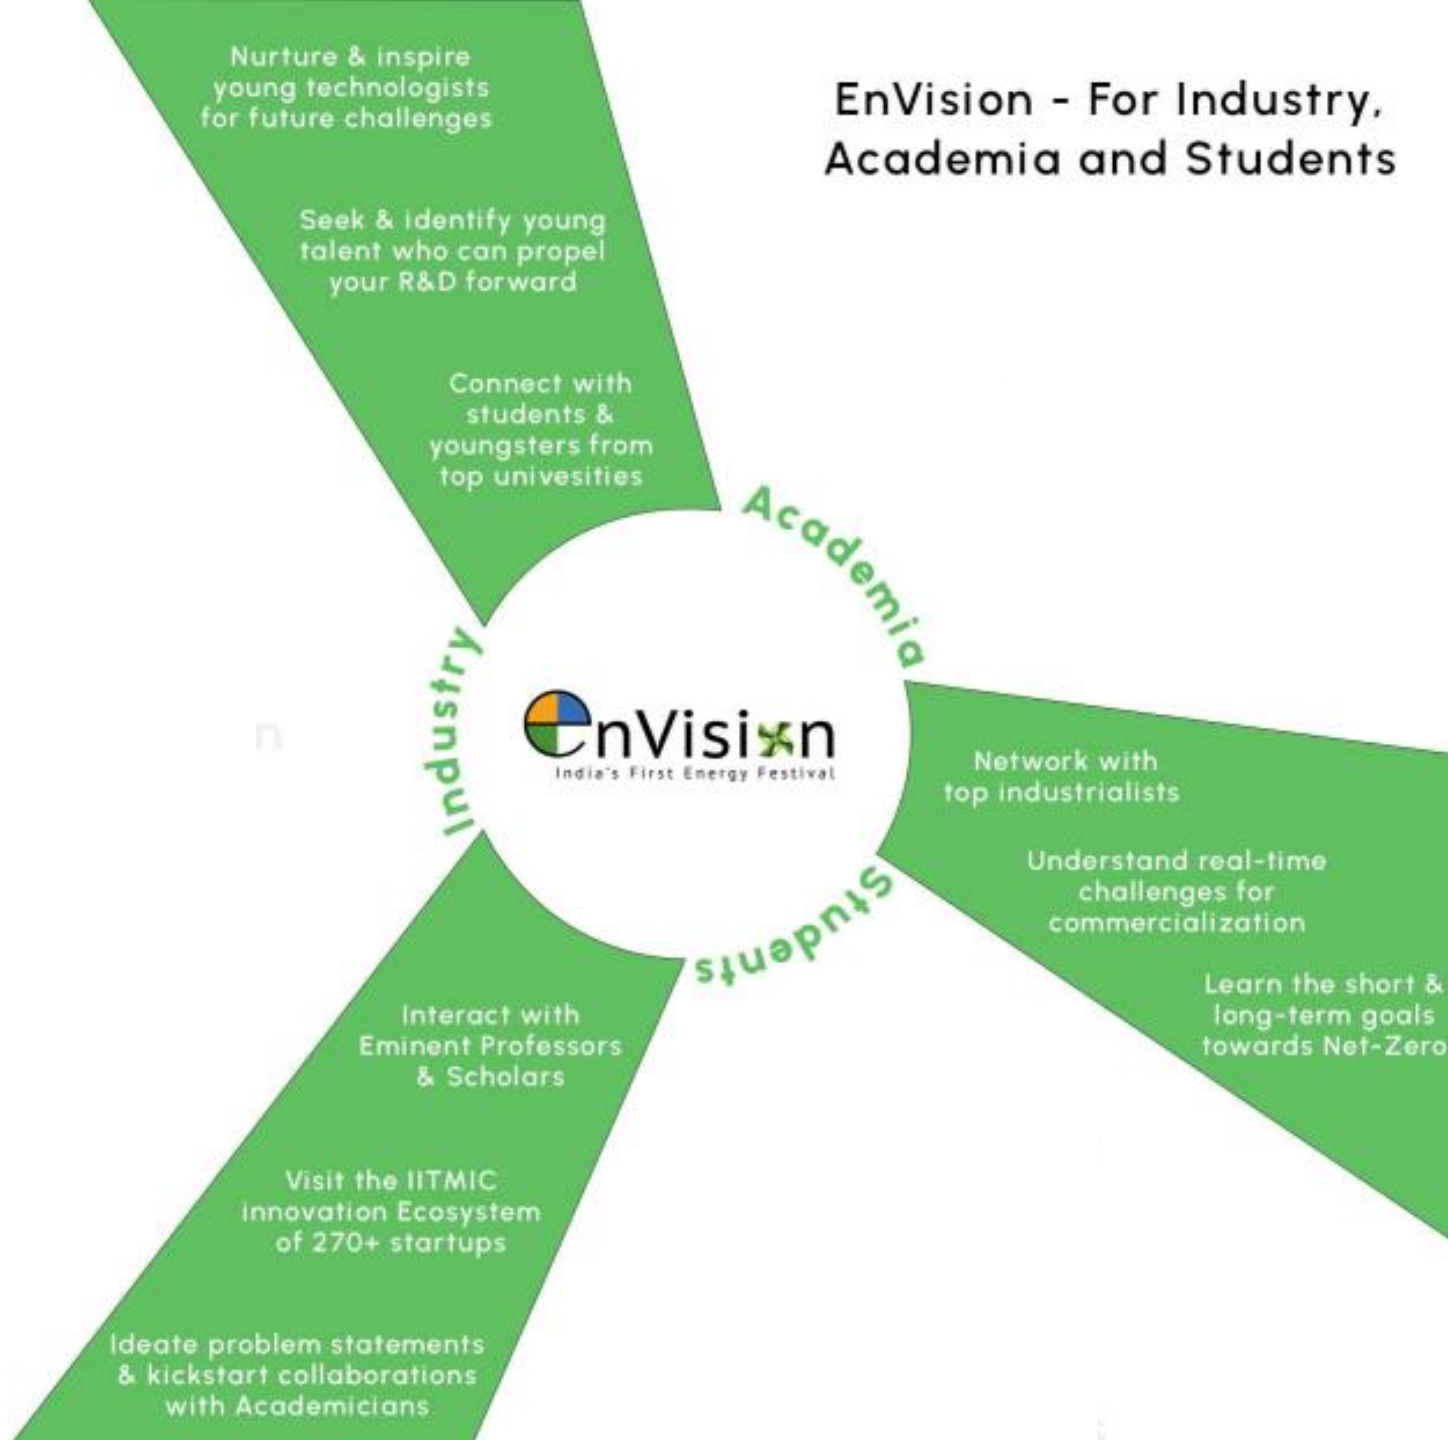 EnVision - For Industry,
Academia and Students
Nurture & inspire
young technologists
for future challenges
Seek & identify young
talent who can propel
your R&D forward
Connect with
students &
youngsters from
top univesities
Academia
Industry
EnVision
India's First Energy Festival
Students
Network with
top industrialists
Understand real-time
challenges for
commercialization
Learn the short &
long-term goals
towards Net-Zero
Interact with
Eminent Professors
& Scholars
Visit the IITMIC
innovation Ecosystem
of 270+ startups
Ideate problem statements
& kickstart collaborations
with Academicians
n